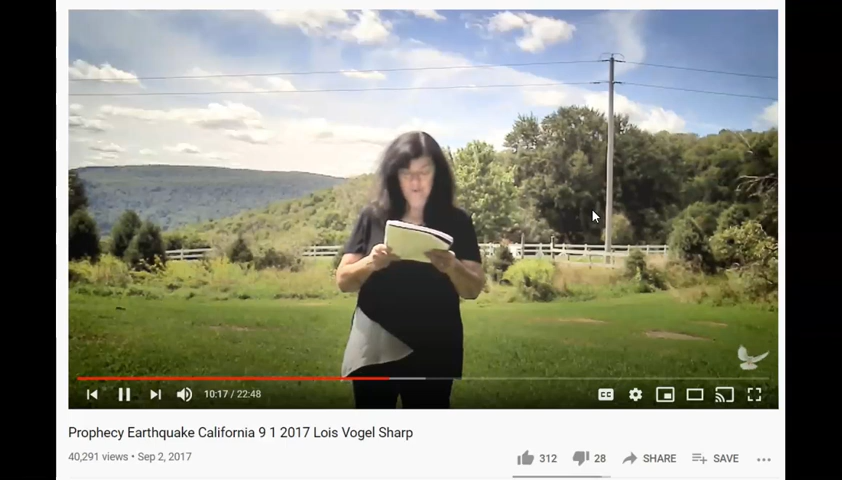 10:17 / 22:48
CC
Prophecy Earthquake California 9 1 2017 Lois Vogel Sharp
40,291 views • Sep 2, 2017
312 28 SHARE SAVE